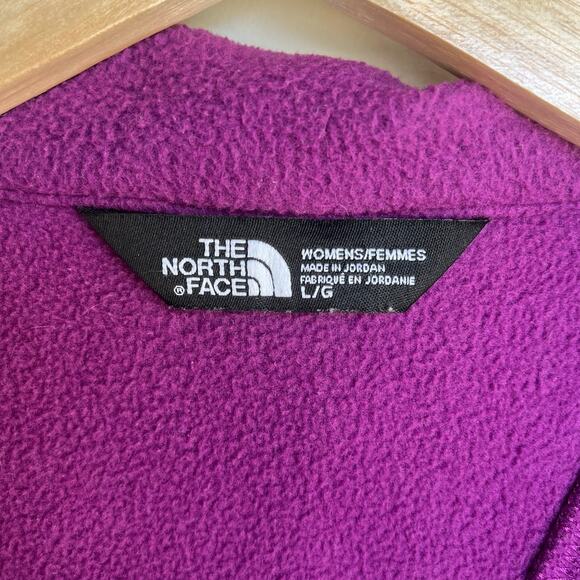 THE
NORTH
FACE®
WOMENS/FEMMES
MADE IN JORDAN
FABRIQUÉ EN JORDANIE
L/G